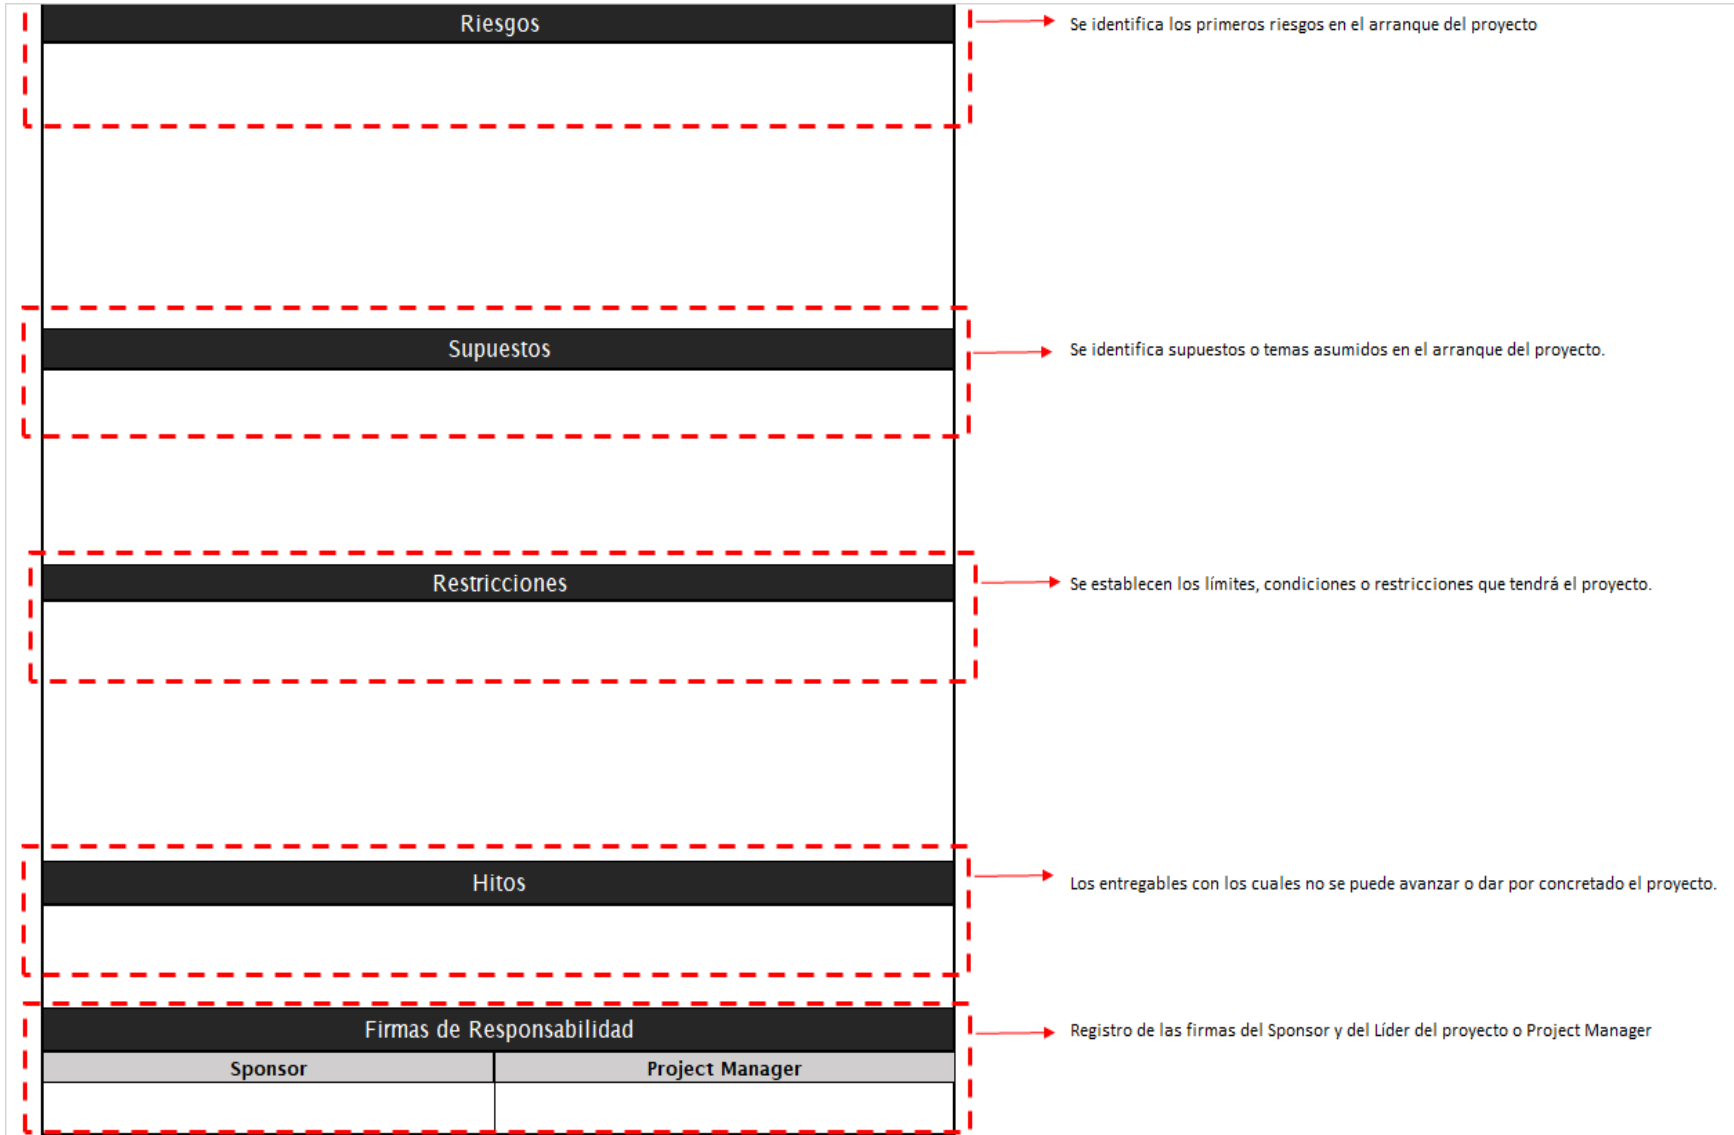 Riesgos
Se identifica los primeros riesgos en el arranque del proyecto
Supuestos
Se identifica supuestos o temas asumidos en el arranque del proyecto.
Restricciones
Se establecen los límites, condiciones o restricciones que tendrá el proyecto.
Hitos
Los entregables con los cuales no se puede avanzar o dar por concretado el proyecto.
Firmas de Responsabilidad
Registro de las firmas del Sponsor y del Líder del proyecto o Project Manager
Sponsor
Project Manager